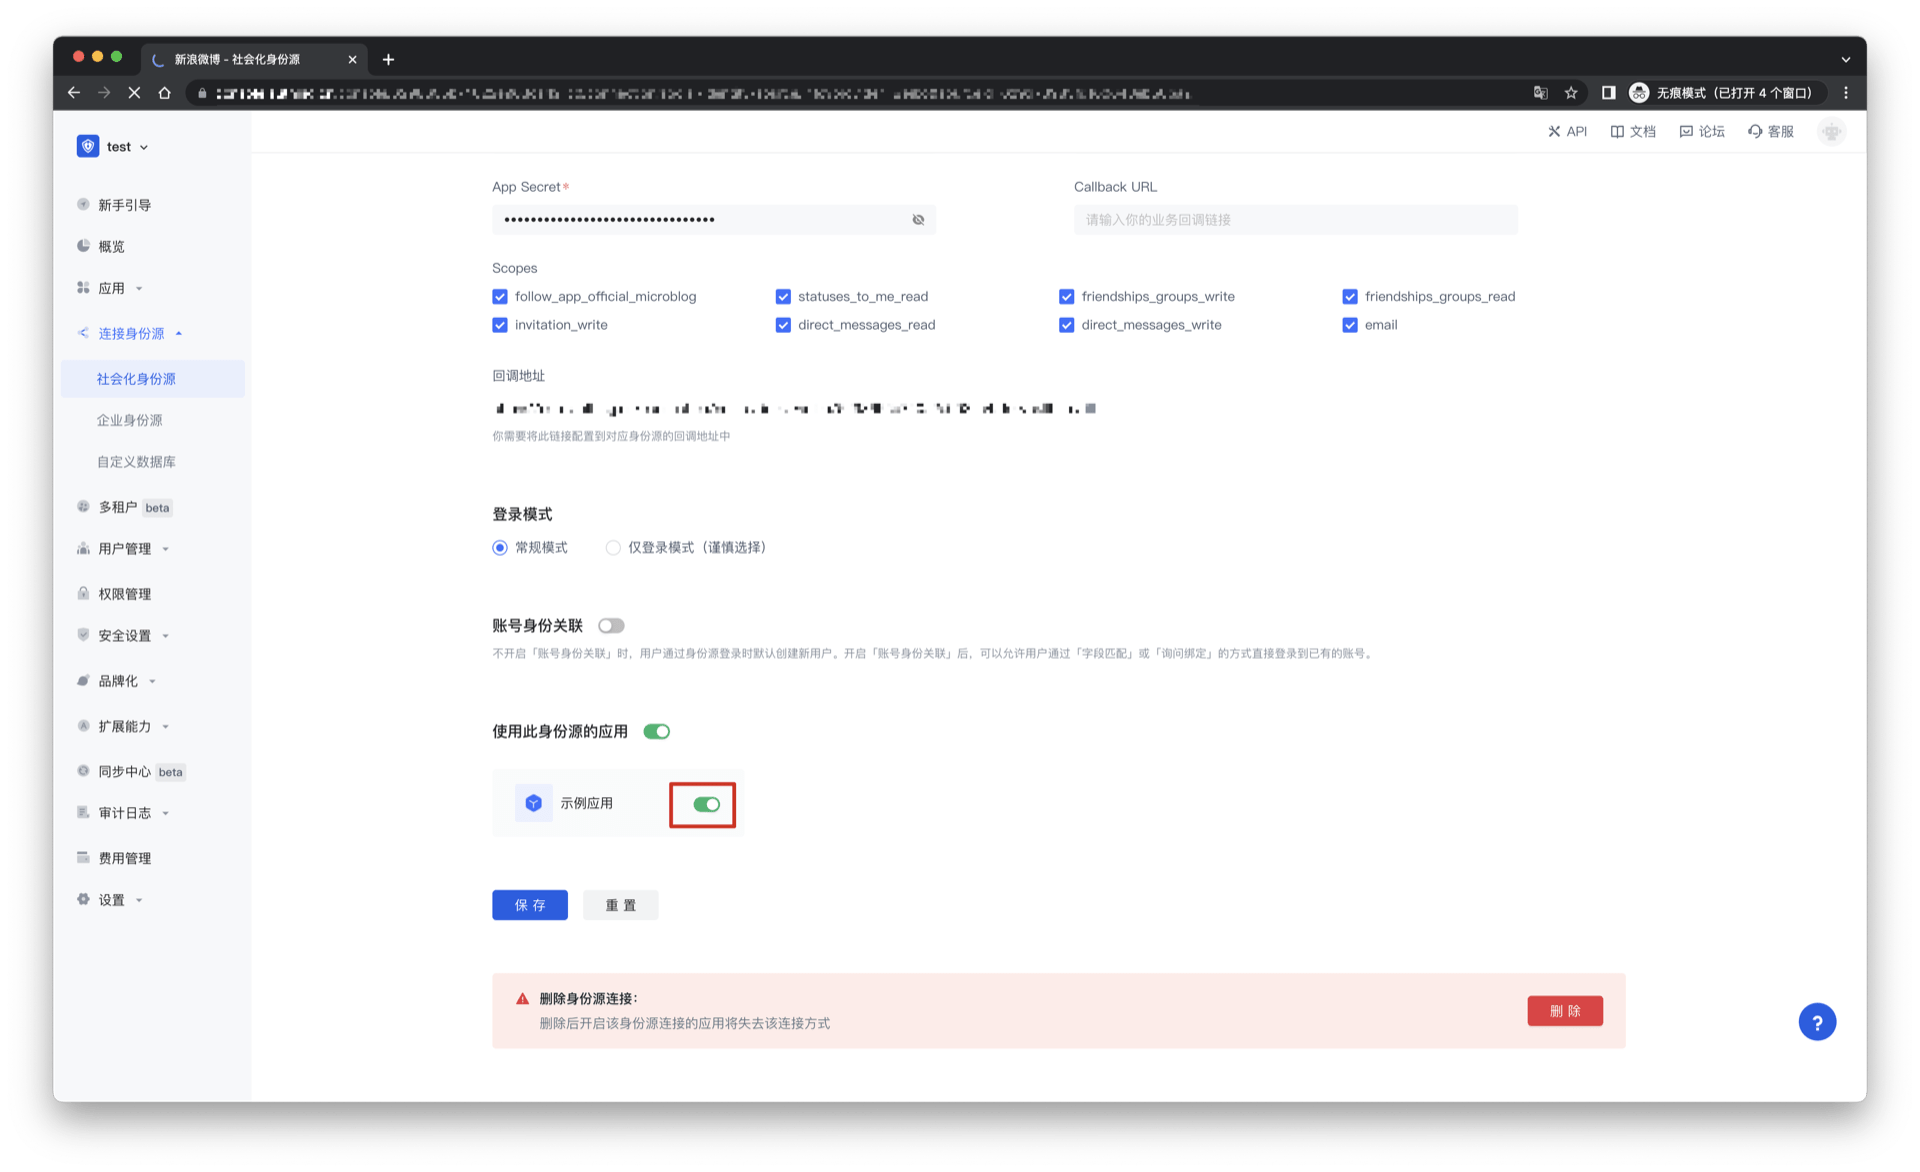 新浪微博 - 社会化身份源
无痕模式（已打开 4 个窗口）
test
API
文档
论坛
客服
新手引导
概览
应用
连接身份源
社会化身份源
企业身份源
自定义数据库
多租户 beta
用户管理
权限管理
安全设置
品牌化
扩展能力
同步中心 beta
审计日志
费用管理
设置
App Secret*
Callback URL
请输入你的业务回调链接
Scopes
follow_app_official_microblog
statuses_to_me_read
friendships_groups_write
friendships_groups_read
invitation_write
direct_messages_read
direct_messages_write
email
回调地址
你需要将此链接配置到对应身份源的回调地址中
登录模式
常规模式
仅登录模式（谨慎选择）
账号身份关联
不开启「账号身份关联」时，用户通过身份源登录时默认创建新用户。开启「账号身份关联」后，可以允许用户通过「字段匹配」或「询问绑定」的方式直接登录到已有的账号。
使用此身份源的应用
示例应用
保 存
重 置
删除身份源连接：
删除后开启该身份源连接的应用将失去该连接方式
删 除
?